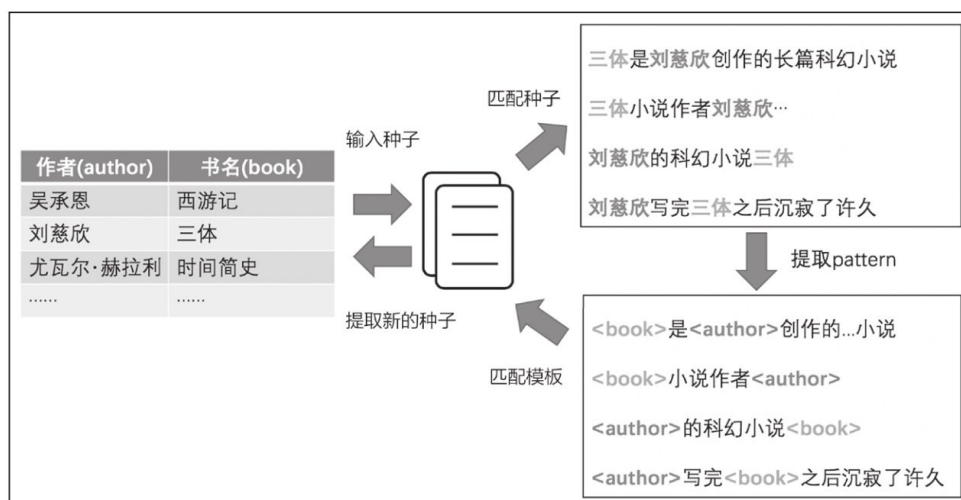 三体是刘慈欣创作的长篇科幻小说
匹配种子
三体小说作者刘慈欣…
输入种子
作者(author) 书名(book)
刘慈欣的科幻小说三体
吴承恩 西游记
刘慈欣写完三体之后沉寂了许久
刘慈欣 三体
尤瓦尔·赫拉利 时间简史
提取pattern
…… ……
提取新的种子
<book>是<author>创作的...小说
匹配模板
<book>小说作者<author>
<author>的科幻小说<book>
<author>写完<book>之后沉寂了许久